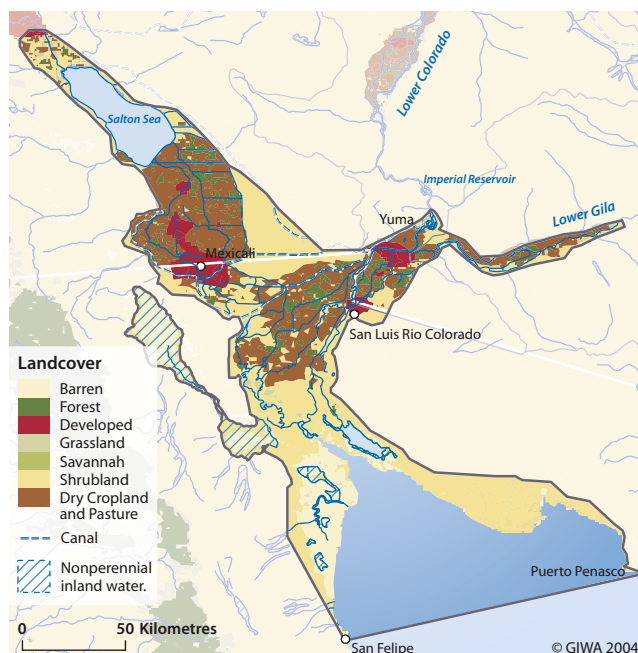 Lower Colorado
Salton Sea
Imperial Reservoir
Yuma
Lower Gila
Mexicali
San Luis Rio Colorado
Landcover
Barren
Forest
Developed
Grassland
Savannah
Shrubland
Dry Cropland
and Pasture
Canal
Nonperennial
inland water.
Puerto Penasco
0 50 Kilometres
San Felipe
© GIWA 2004